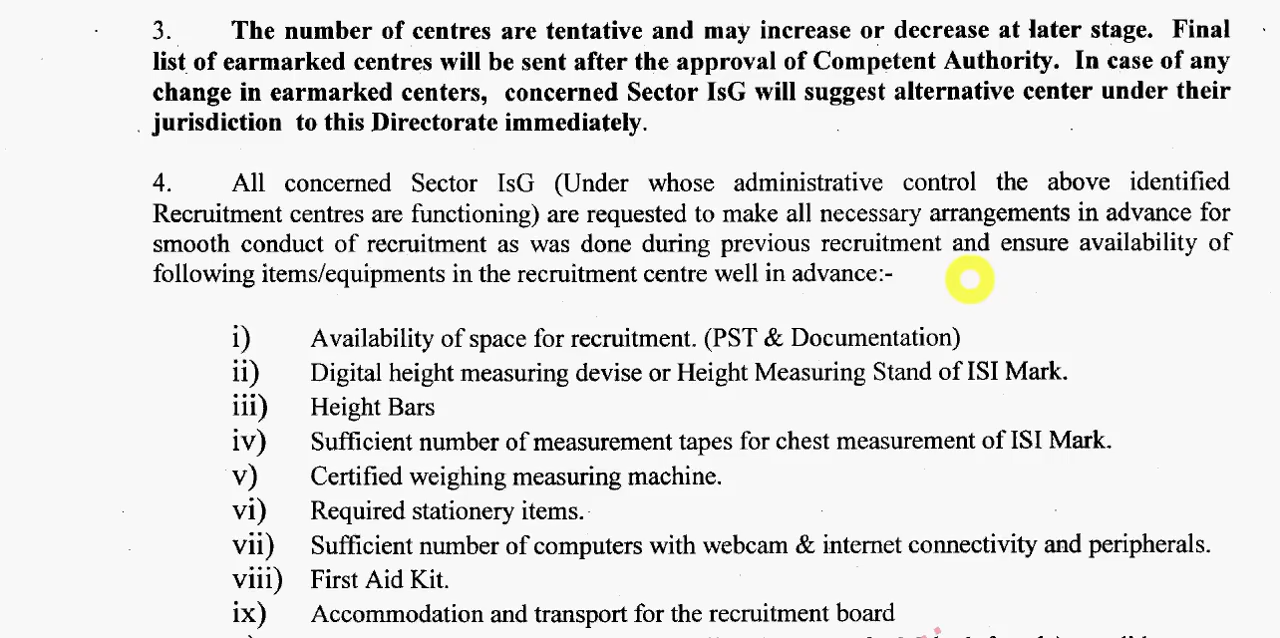 3. The number of centres are tentative and may increase or decrease at later stage. Final
list of earmarked centres will be sent after the approval of Competent Authority. In case of any
change in earmarked centers, concerned Sector IsG will suggest alternative center under their
jurisdiction to this Directorate immediately.
4. All concerned Sector IsG (Under whose administrative control the above identified
Recruitment centres are functioning) are requested to make all necessary arrangements in advance for
smooth conduct of recruitment as was done during previous recruitment and ensure availability of
following items/equipments in the recruitment centre well in advance:-
i) Availability of space for recruitment. (PST & Documentation)
ii) Digital height measuring devise or Height Measuring Stand of ISI Mark.
iii) Height Bars
iv) Sufficient number of measurement tapes for chest measurement of ISI Mark.
v) Certified weighing measuring machine.
vi) Required stationery items.
vii) Sufficient number of computers with webcam & internet connectivity and peripherals.
viii) First Aid Kit.
ix) Accommodation and transport for the recruitment board